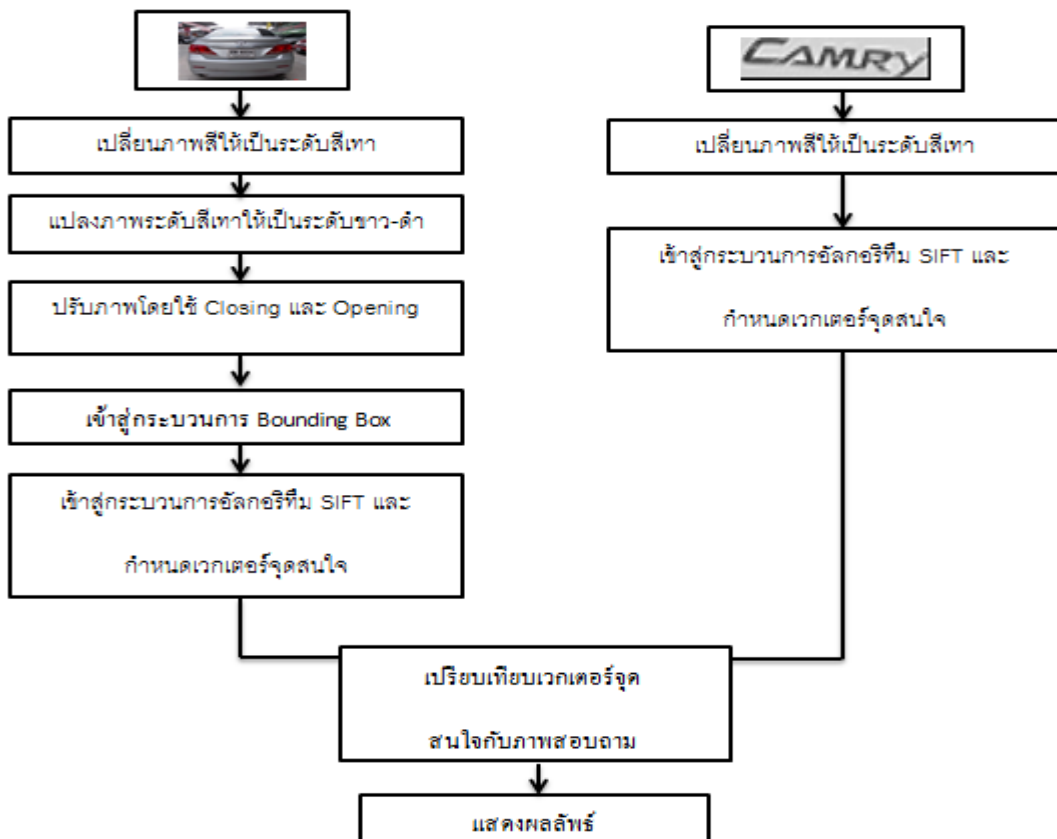 เปลี่ยนภาพสีให้เป็นระดับสีเทา
แปลงภาพระดับสีเทาให้เป็นระดับขาว-ดำ
ปรับภาพโดยใช้ Closing และ Opening
เข้าสู่กระบวนการ Bounding Box
เข้าสู่กระบวนการอัลกอริทึม SIFT และ
กำหนดเวกเตอร์จุดสนใจ
CAMRY
เปลี่ยนภาพสีให้เป็นระดับสีเทา
เข้าสู่กระบวนการอัลกอริทึม SIFT และ
กำหนดเวกเตอร์จุดสนใจ
เปรียบเทียบเวกเตอร์จุด
สนใจกับภาพสอบถาม
แสดงผลลัพธ์